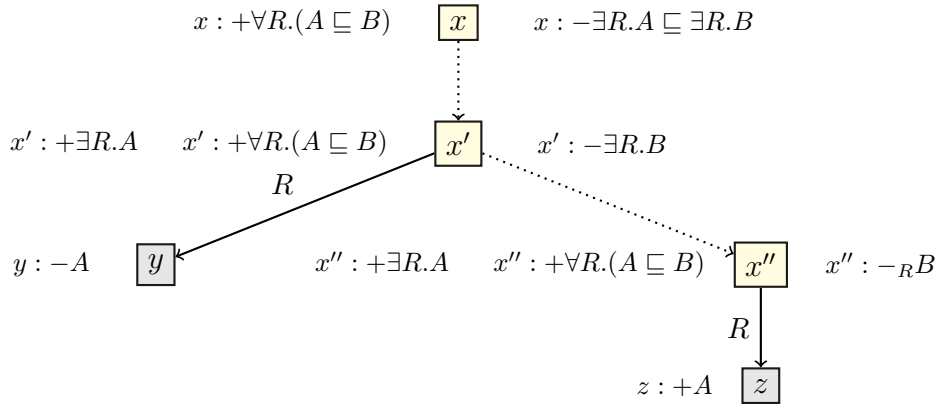 x : +∀R.(A ⊑ B) x x : −∃R.A ⊑ ∃R.B
x′ : +∃R.A x′ : +∀R.(A ⊑ B) x′ x′ : −∃R.B
R
y : −A y x″ : +∃R.A x″ : +∀R.(A ⊑ B) x″ x″ : −_R B
R
z : +A z